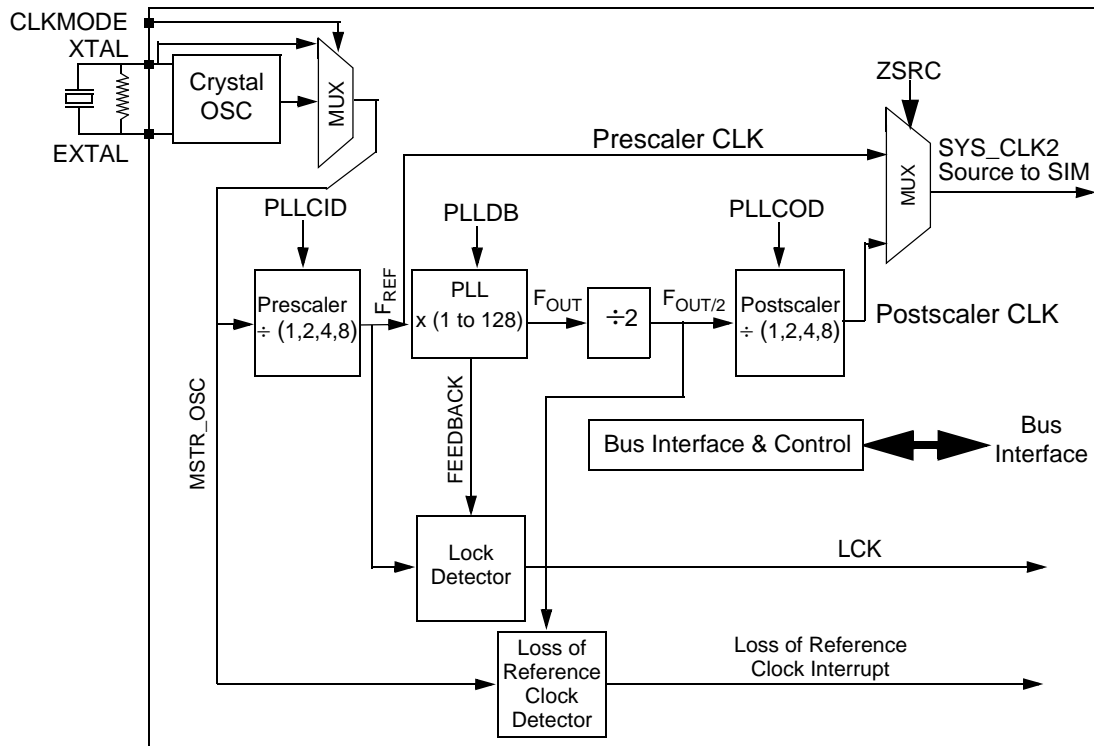 CLKMODE
XTAL
EXTAL
Crystal
OSC
MUX
ZSRC
Prescaler CLK
MUX
SYS_CLK2
Source to SIM
PLLCID
PLLDB
PLLCOD
Prescaler
÷ (1,2,4,8)
FREF
PLL
x (1 to 128)
FOUT
÷2
FOUT/2
Postscaler
÷ (1,2,4,8)
Postscaler CLK
MSTR_OSC
FEEDBACK
Bus Interface & Control
Bus
Interface
Lock
Detector
LCK
Loss of
Reference
Clock
Detector
Loss of Reference
Clock Interrupt